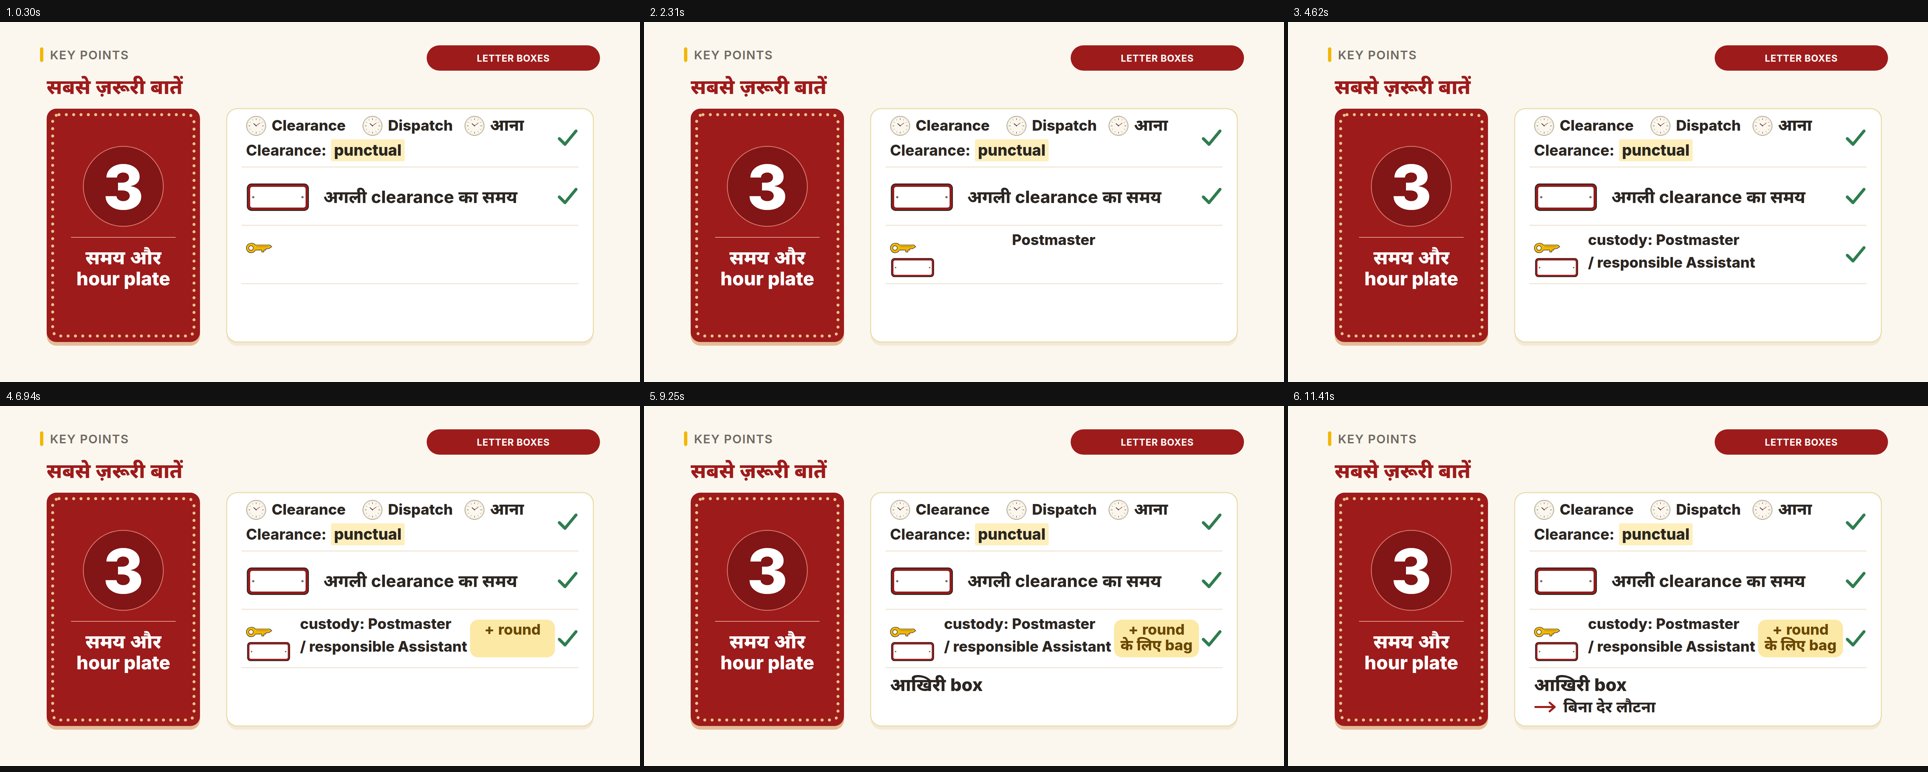 1. 0.30s
KEY POINTS
LETTER BOXES
सबसे ज़रूरी बातें
3
समय और
hour plate
Clearance Dispatch आना
Clearance: punctual
अगली clearance का समय
2. 2.31s
KEY POINTS
LETTER BOXES
सबसे ज़रूरी बातें
3
समय और
hour plate
Clearance Dispatch आना
Clearance: punctual
अगली clearance का समय
Postmaster
3. 4.62s
KEY POINTS
LETTER BOXES
सबसे ज़रूरी बातें
3
समय और
hour plate
Clearance Dispatch आना
Clearance: punctual
अगली clearance का समय
custody: Postmaster
/ responsible Assistant
4. 6.94s
KEY POINTS
LETTER BOXES
सबसे ज़रूरी बातें
3
समय और
hour plate
Clearance Dispatch आना
Clearance: punctual
अगली clearance का समय
custody: Postmaster
/ responsible Assistant
+ round
5. 9.25s
KEY POINTS
LETTER BOXES
सबसे ज़रूरी बातें
3
समय और
hour plate
Clearance Dispatch आना
Clearance: punctual
अगली clearance का समय
custody: Postmaster
/ responsible Assistant
+ round
के लिए bag
आखिरी box
6. 11.41s
KEY POINTS
LETTER BOXES
सबसे ज़रूरी बातें
3
समय और
hour plate
Clearance Dispatch आना
Clearance: punctual
अगली clearance का समय
custody: Postmaster
/ responsible Assistant
+ round
के लिए bag
आखिरी box
→ बिना देर लौटना